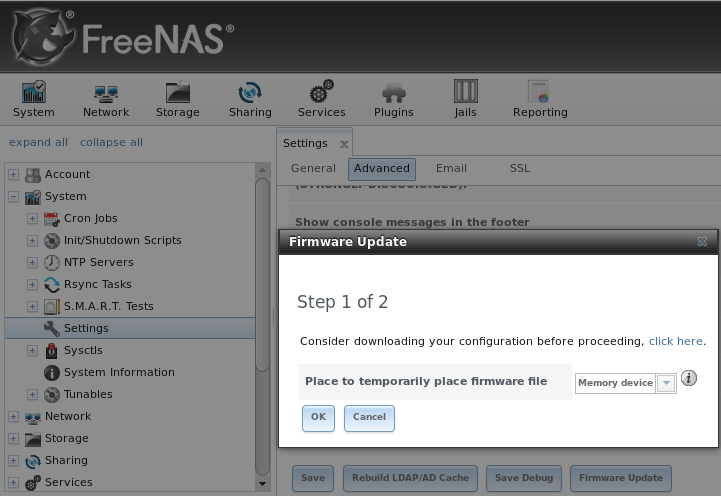 FreeNAS®
System
Network
Storage
Sharing
Services
Plugins
Jails
Reporting
expand all
collapse all
Account
System
Cron Jobs
Init/Shutdown Scripts
NTP Servers
Rsync Tasks
S.M.A.R.T. Tests
Settings
Sysctls
System Information
Tunables
Network
Storage
Sharing
Services
Settings
General
Advanced
Email
SSL
(STRONGLY DISCOURAGED).
Show console messages in the footer
Firmware Update
Step 1 of 2
Consider downloading your configuration before proceeding, click here.
Place to temporarily place firmware file
Memory device
OK
Cancel
Save
Rebuild LDAP/AD Cache
Save Debug
Firmware Update